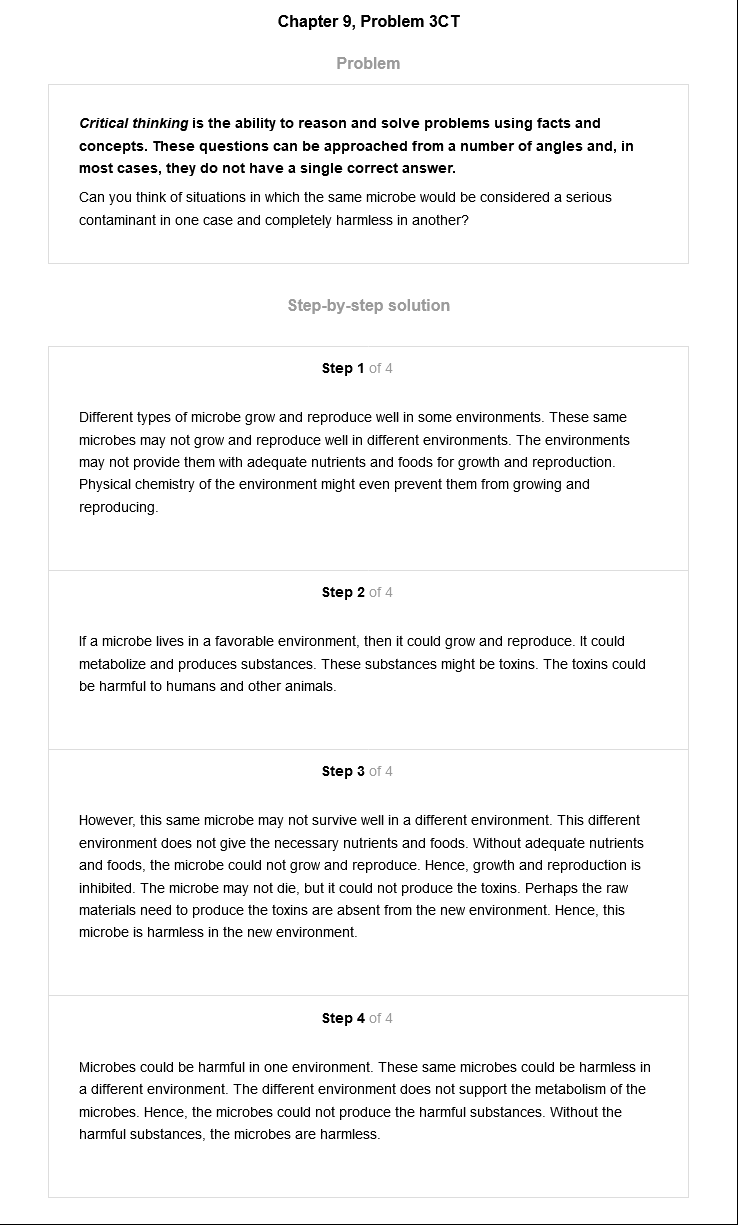 Chapter 9, Problem 3CT
Problem
Critical thinking is the ability to reason and solve problems using facts and
concepts. These questions can be approached from a number of angles and, in
most cases, they do not have a single correct answer.
Can you think of situations in which the same microbe would be considered a serious
contaminant in one case and completely harmless in another?
Step-by-step solution
Step 1 of 4
Different types of microbe grow and reproduce well in some environments. These same
microbes may not grow and reproduce well in different environments. The environments
may not provide them with adequate nutrients and foods for growth and reproduction.
Physical chemistry of the environment might even prevent them from growing and
reproducing.
Step 2 of 4
If a microbe lives in a favorable environment, then it could grow and reproduce. It could
metabolize and produces substances. These substances might be toxins. The toxins could
be harmful to humans and other animals.
Step 3 of 4
However, this same microbe may not survive well in a different environment. This different
environment does not give the necessary nutrients and foods. Without adequate nutrients
and foods, the microbe could not grow and reproduce. Hence, growth and reproduction is
inhibited. The microbe may not die, but it could not produce the toxins. Perhaps the raw
materials need to produce the toxins are absent from the new environment. Hence, this
microbe is harmless in the new environment.
Step 4 of 4
Microbes could be harmful in one environment. These same microbes could be harmless in
a different environment. The different environment does not support the metabolism of the
microbes. Hence, the microbes could not produce the harmful substances. Without the
harmful substances, the microbes are harmless.